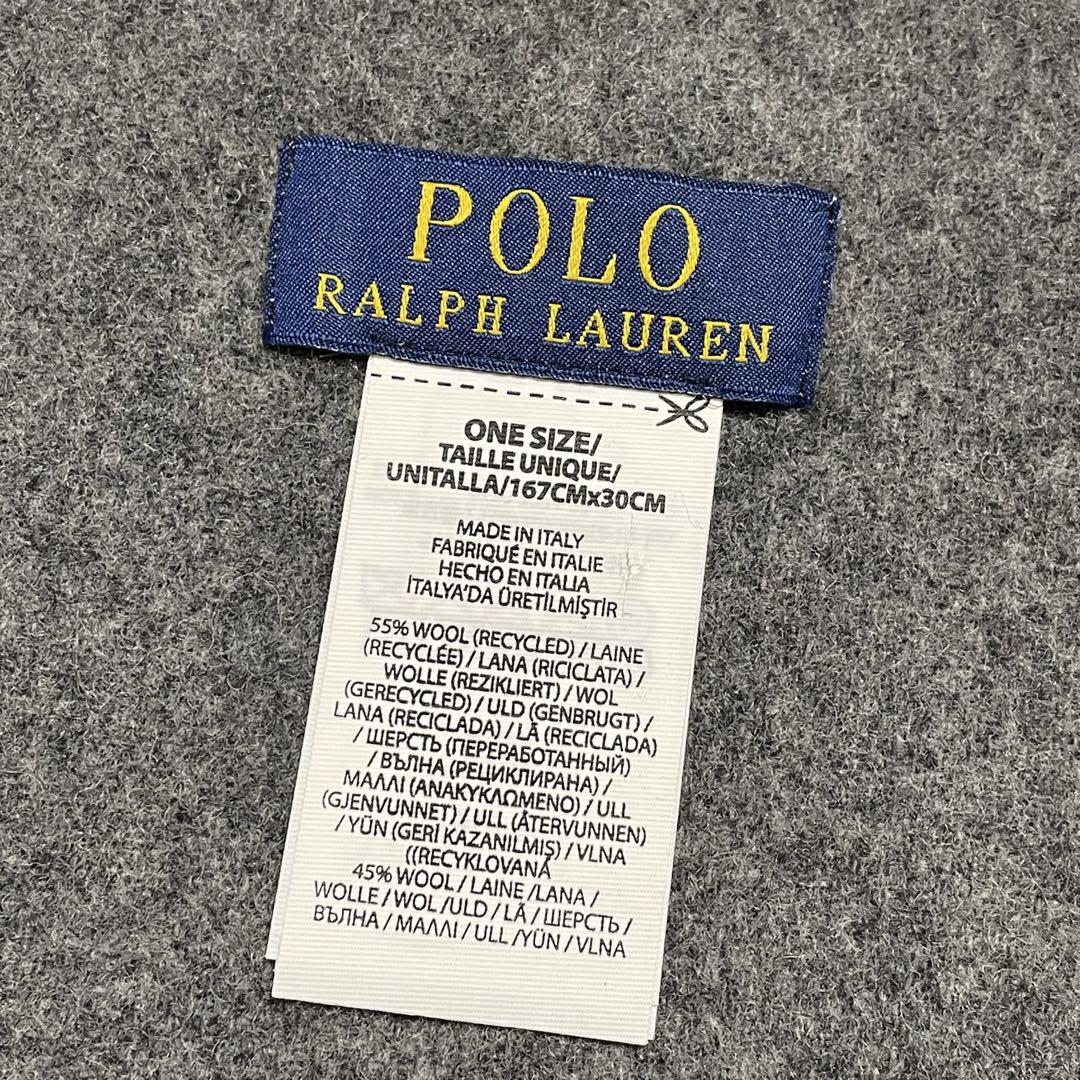 POLO
RALPH LAUREN
ONE SIZE/
TAILLE UNIQUE/
UNITALLA/167CMx30CM
MADE IN ITALY
FABRIQUÉ EN ITALIE
HECHO EN ITALIA
İTALYA'DA ÜRETİLMİŞTİR
55% WOOL (RECYCLED) / LAINE
(RECYCLÉE) / LANA (RICICLATA) /
WOLLE (REZIKLIERT) / WOL
(GERECYCLED) / ULD (GENBRUGT) /
LANA (RECICLADA) / LÃ (RECICLADA)
/ ШЕРСТЬ (ПЕРЕРАБОТАННЫЙ)
/ ВЪЛНА (РЕЦИКЛИРАНА) /
ΜΑΛΛΙ (ΑΝΑΚΥΚΛΩΜΕΝΟ) / ULL
(GJENVUNNET) / ULL (ÅTERVUNNEN)
/ YÜN (GERİ KAZANILMIŞ) / VLNA
((RECYKLOVANÁ
45% WOOL / LAINE /LANA /
WOLLE / WOL /ULD / LÃ / ШЕРСТЬ /
ВЪЛНА / ΜΑΛΛΙ / ULL /YÜN / VLNA